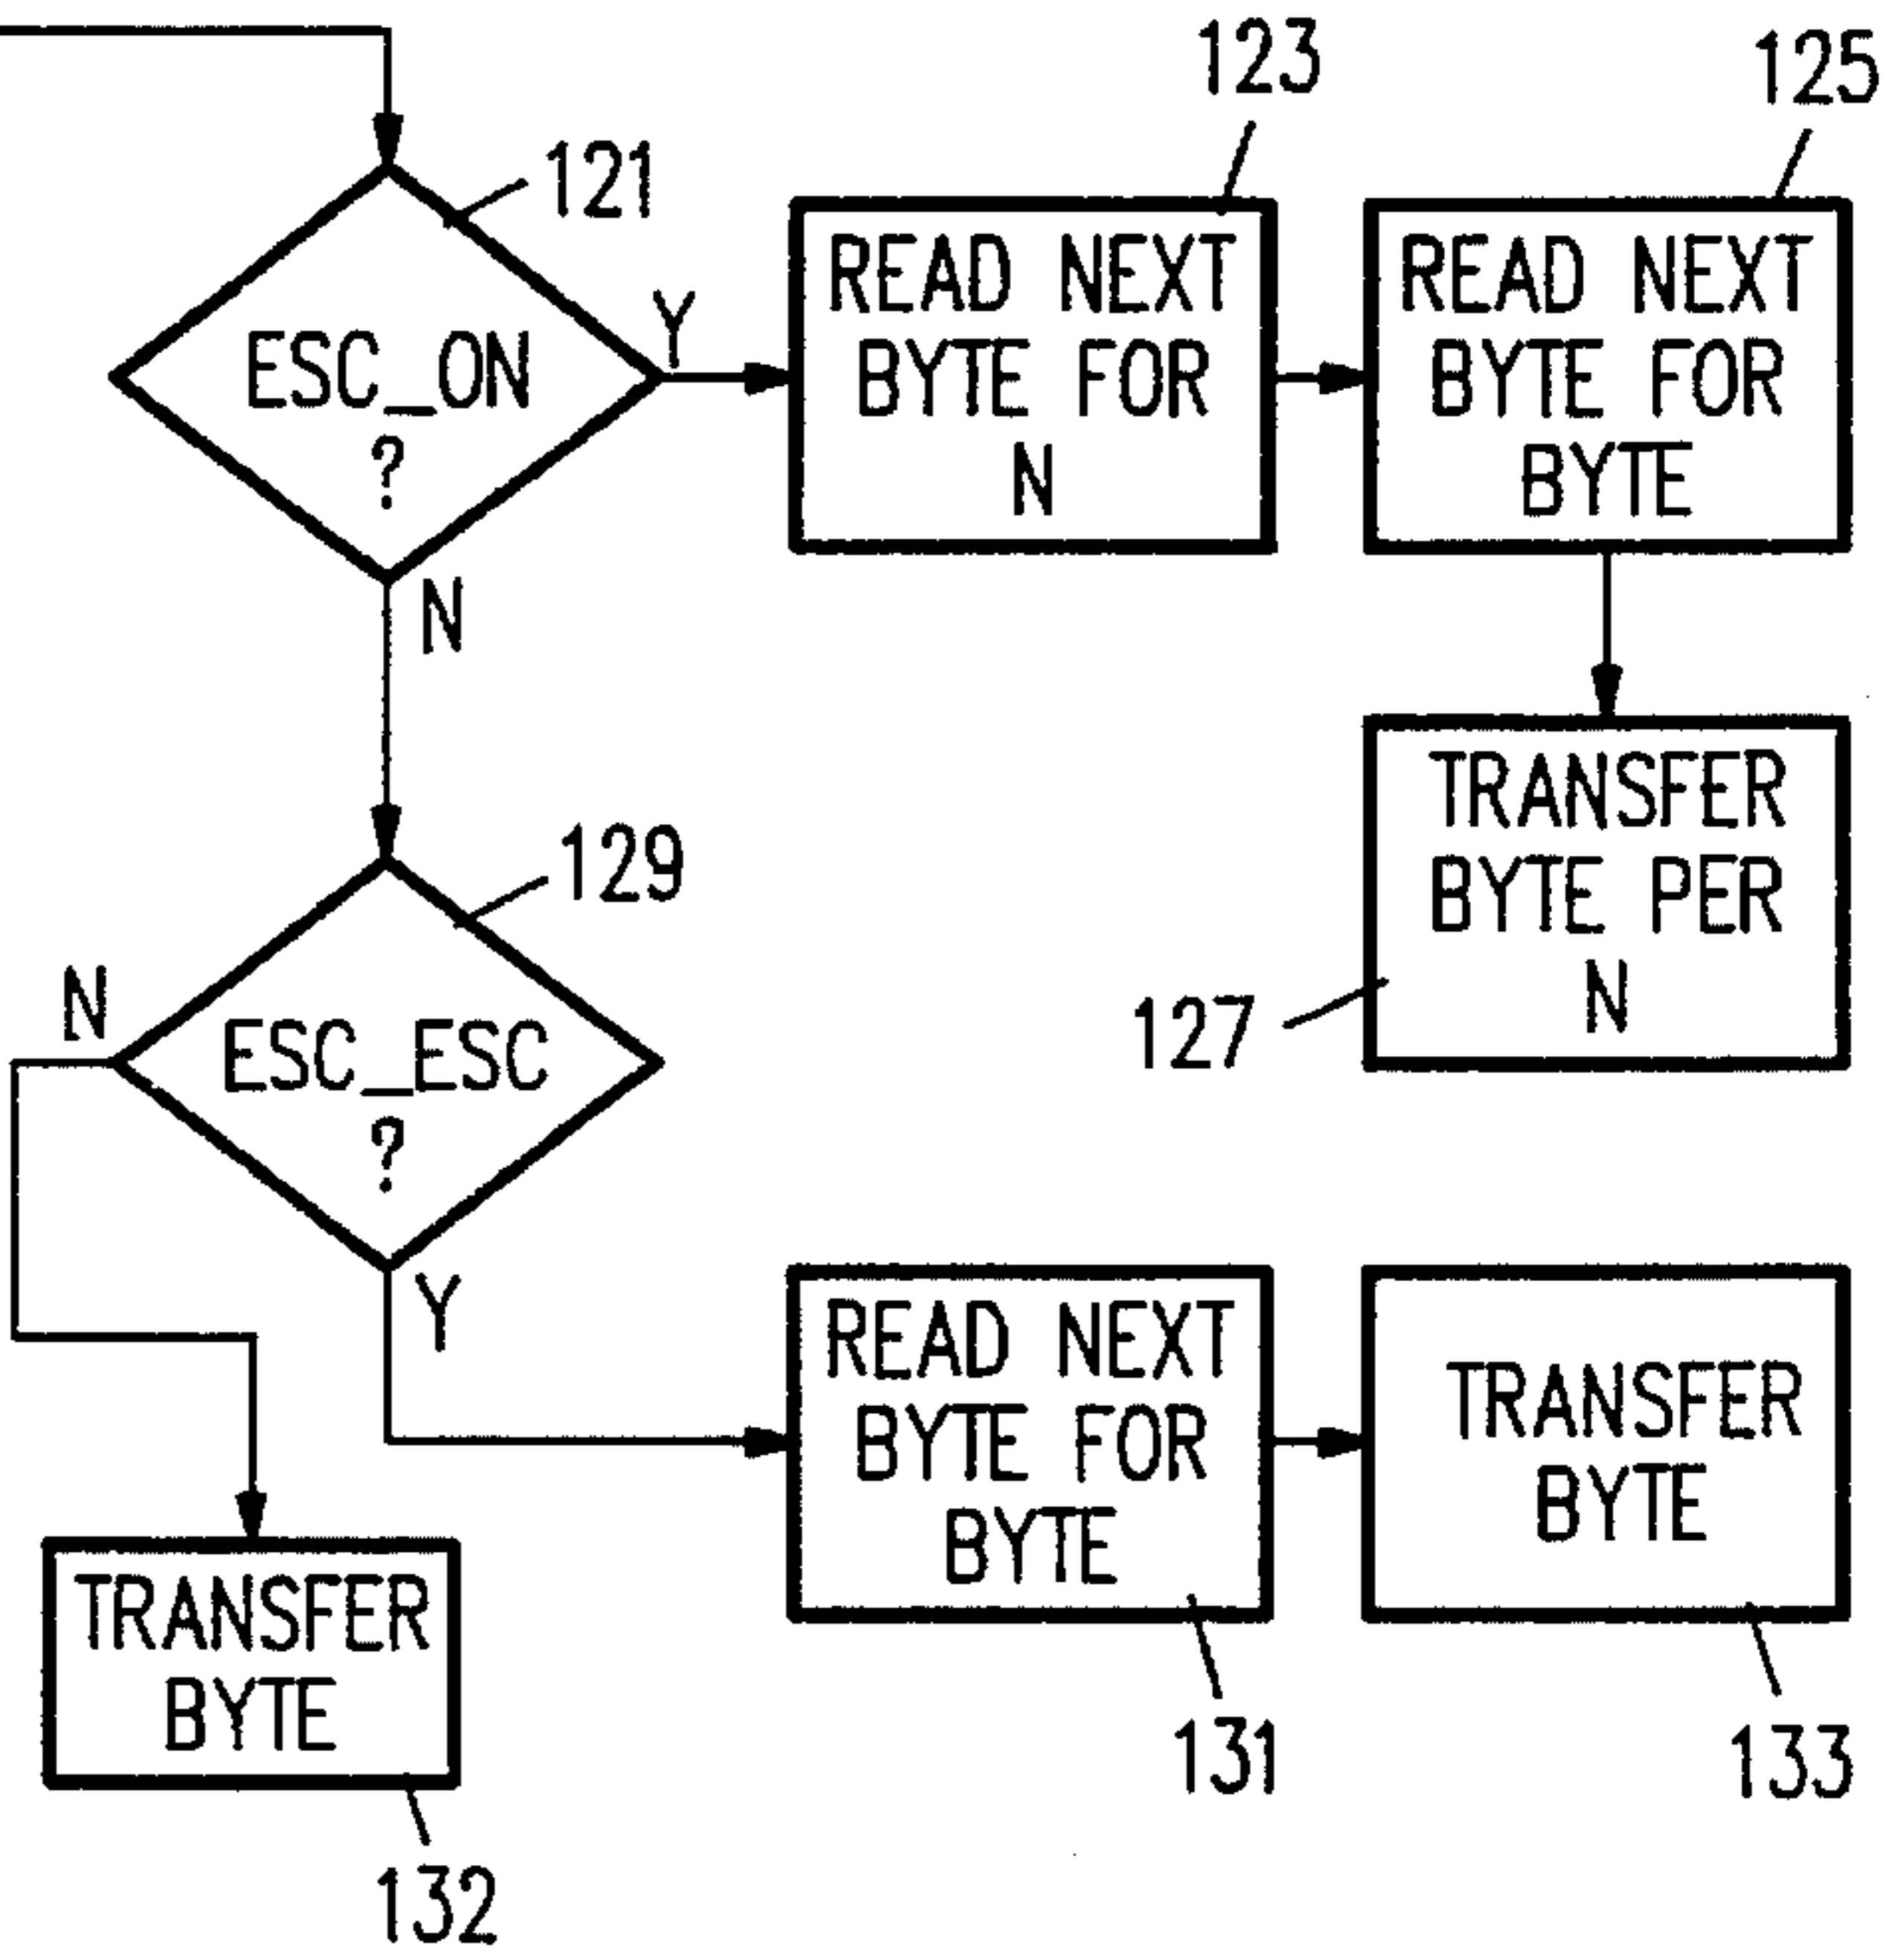 123
125
121
READ NEXT
BYTE FOR
N
READ NEXT
BYTE FOR
BYTE
Y
ESC_ON
?
N
TRANSFER
BYTE PER
N
127
129
N
ESC_ESC
?
Y
READ NEXT
BYTE FOR
BYTE
TRANSFER
BYTE
TRANSFER
BYTE
131
133
132